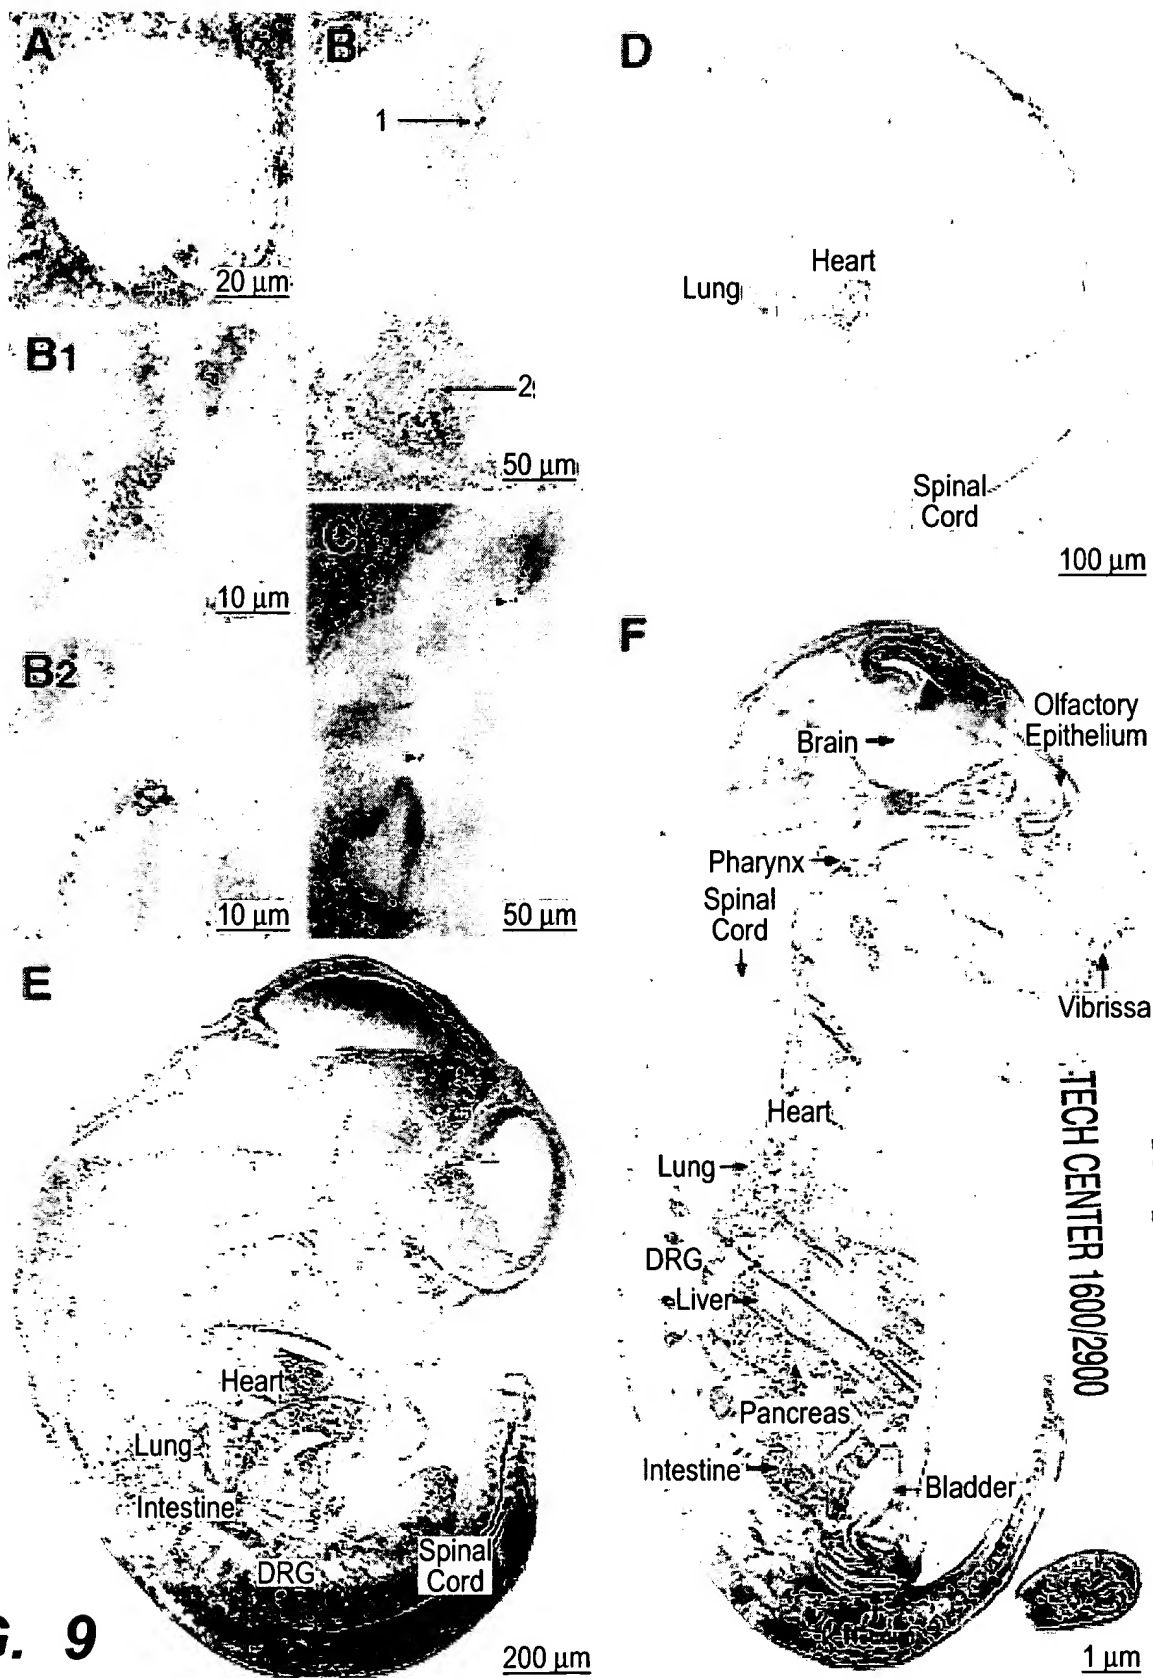 A
20 µm
B
1
2
50 µm
B1
10 µm
B2
10 µm
C
50 µm
D
Heart
Lung
Spinal
Cord
100 µm
E
Heart
Lung
Intestine
DRG
Spinal
Cord
200 µm
F
Olfactory
Epithelium
Brain
Pharynx
Spinal
Cord
Vibrissa
Heart
Lung
DRG
Liver
Pancreas
Intestine
Bladder
1 µm
TECH CENTER 1600/2900
G. 9